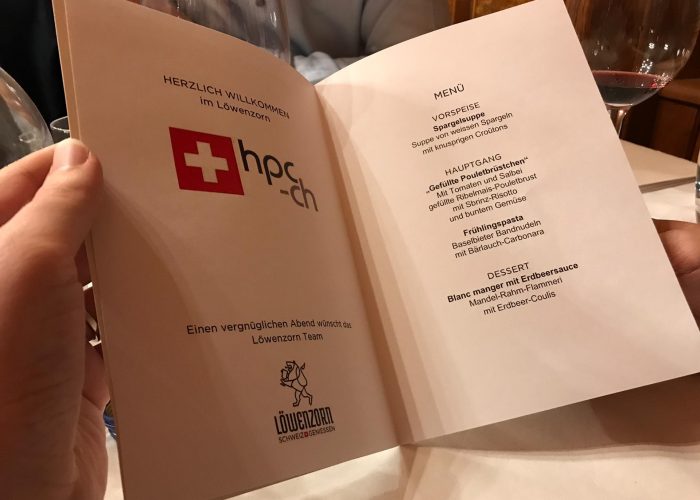 HERZLICH WILLKOMMEN
im Löwenzorn
hpc
-ch
Einen vergnüglichen Abend wünscht das
Löwenzorn Team
LÖWENZORN
SCHWEIZ GENIESSEN
MENÜ
VORSPEISE
Spargelsuppe
Suppe von weissen Spargeln
mit knusprigen Croûtons
HAUPTGANG
„Gefüllte Pouletbrüstchen“
Mit Tomaten und Salbei
gefüllte Ribelmais-Pouletbrust
mit Sbrinz-Risotto
und buntem Gemüse
Frühlingspasta
Baselbieter Bandnudeln
mit Bärlauch-Carbonara
DESSERT
Blanc manger mit Erdbeersauce
Mandel-Rahm-Flammeri
mit Erdbeer-Coulis